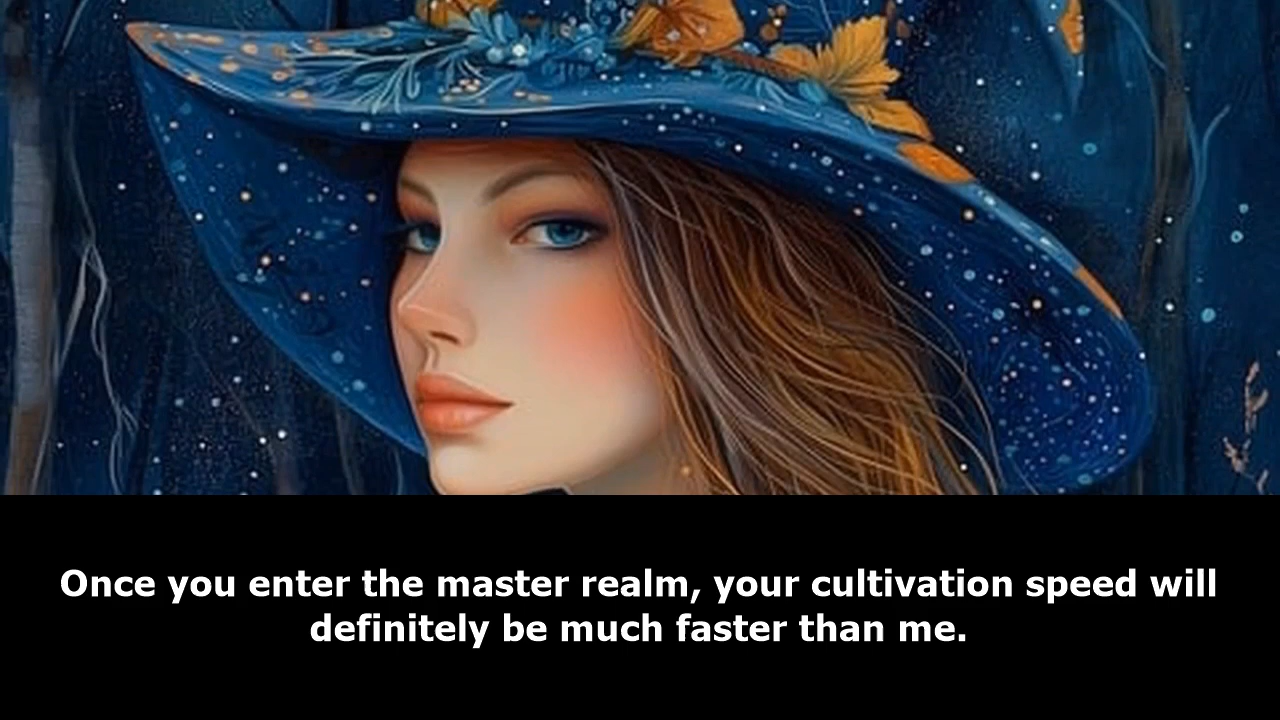 Once you enter the master realm, your cultivation speed will
definitely be much faster than me.